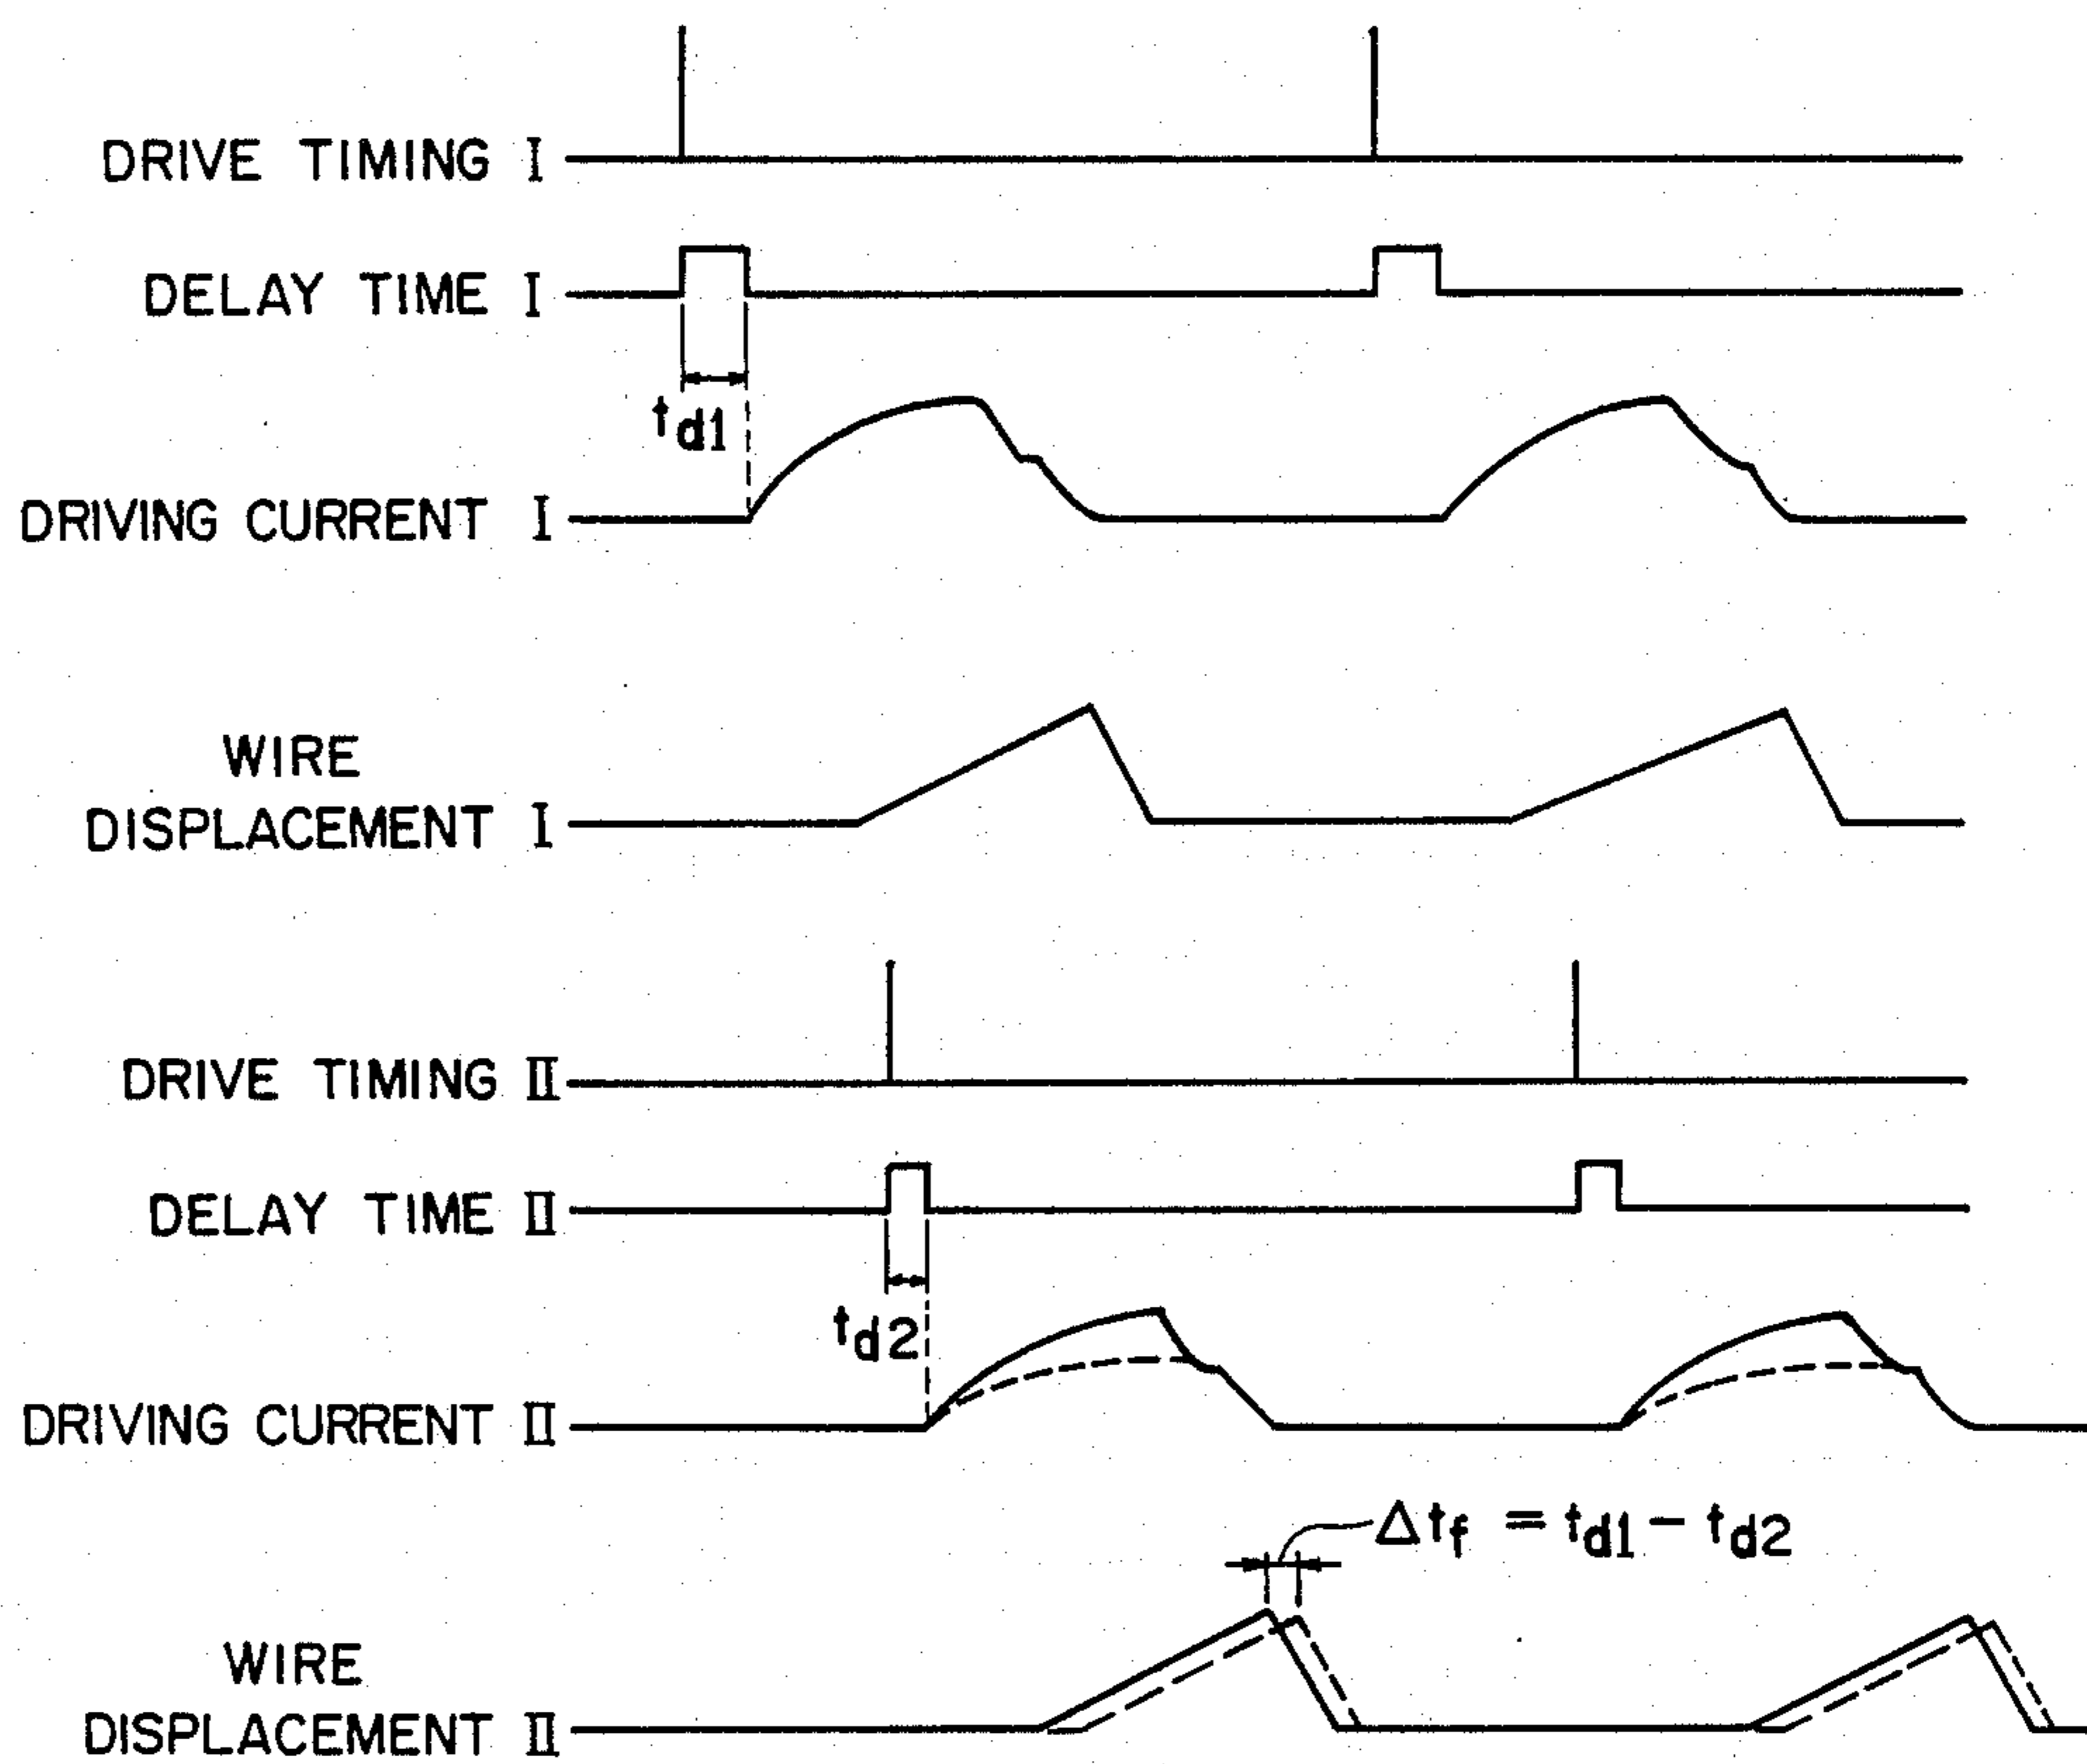 DRIVE TIMING I
DELAY TIME I
td1
DRIVING CURRENT I
WIRE
DISPLACEMENT I
DRIVE TIMING II
DELAY TIME II
td2
DRIVING CURRENT II
Δtf = td1 - td2
WIRE
DISPLACEMENT II